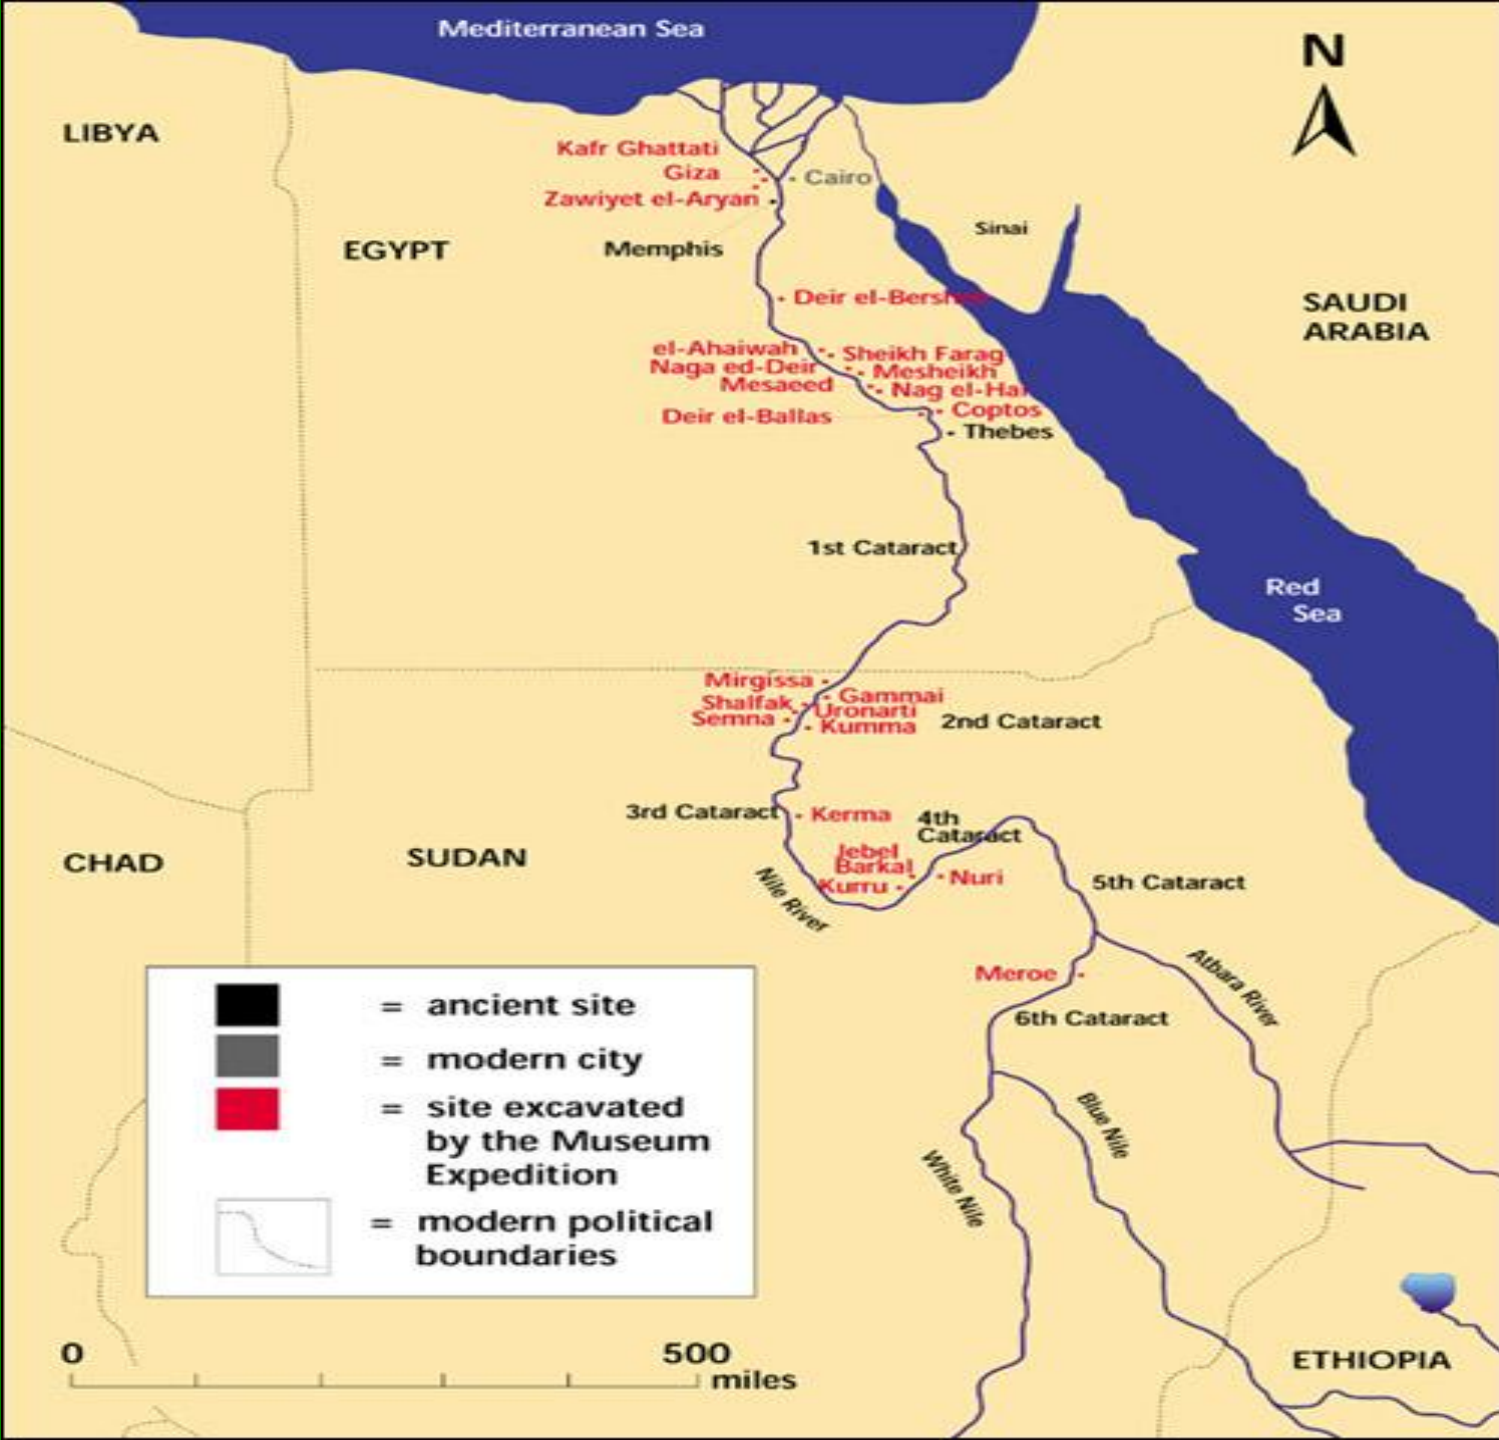 Mediterranean Sea
N
LIBYA
Kafr Ghattati
Giza
Cairo
Zawiyet el-Aryan
Sinai
EGYPT
Memphis
Deir el-Bersh
SAUDI
ARABIA
el-Ahaiwah
Sheikh Farag
Naga ed-Deir
Mesheikh
Mesaeed
Nag el-Har
Deir el-Ballas
Coptos
Thebes
1st Cataract
Red
Sea
Mirgissa
Gammai
Shalfak
Uronarti
Semna
Kumma
2nd Cataract
3rd Cataract
Kerma
4th
Cataract
CHAD
SUDAN
Jebel
Barkal
Kurru
Nuri
5th Cataract
Nile River
Atbara River
Meroe
6th Cataract
= ancient site
= modern city
= site excavated
by the Museum
Expedition
= modern political
boundaries
Blue Nile
White Nile
0
500
miles
ETHIOPIA